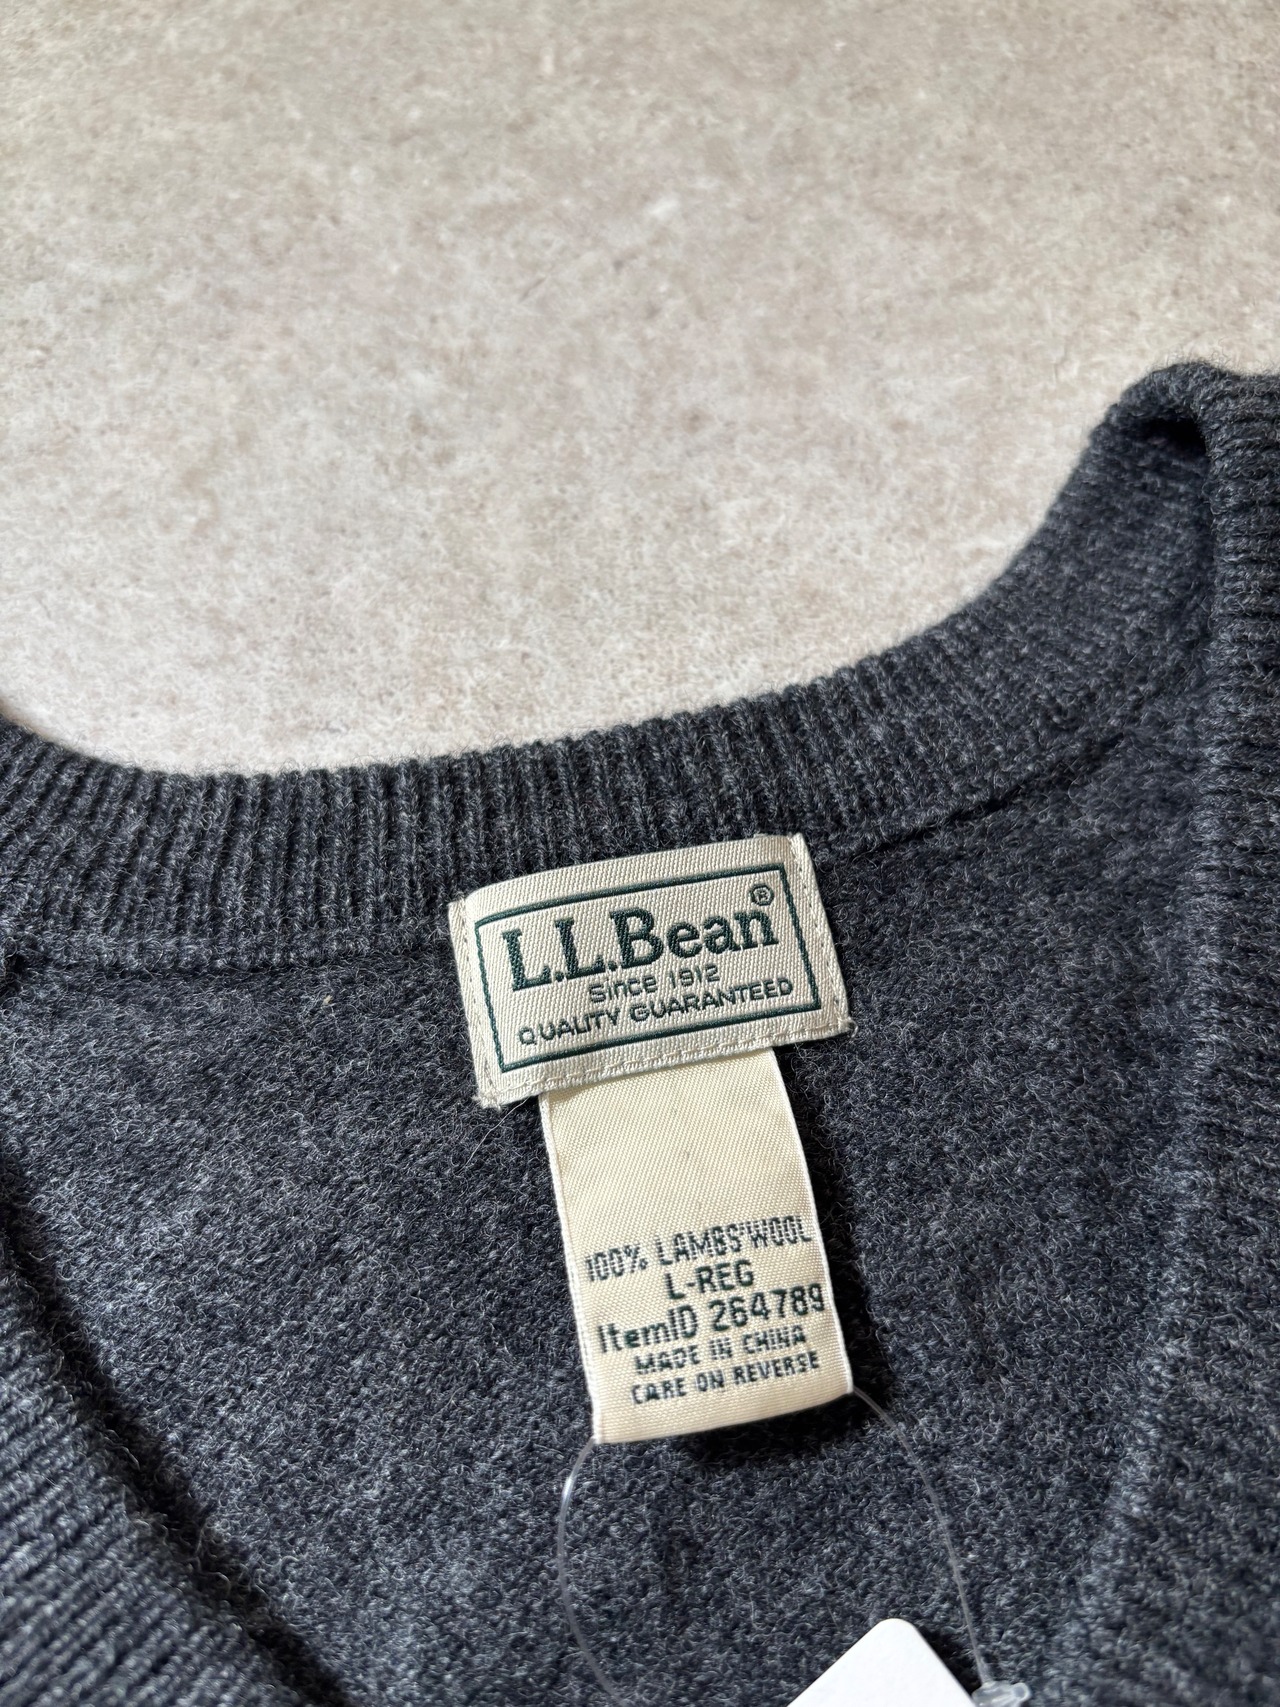 L.L.Bean®
Since 1912
QUALITY GUARANTEED
100% LAMBS'WOOL
L-REG
ItemID 264789
MADE IN CHINA
CARE ON REVERSE